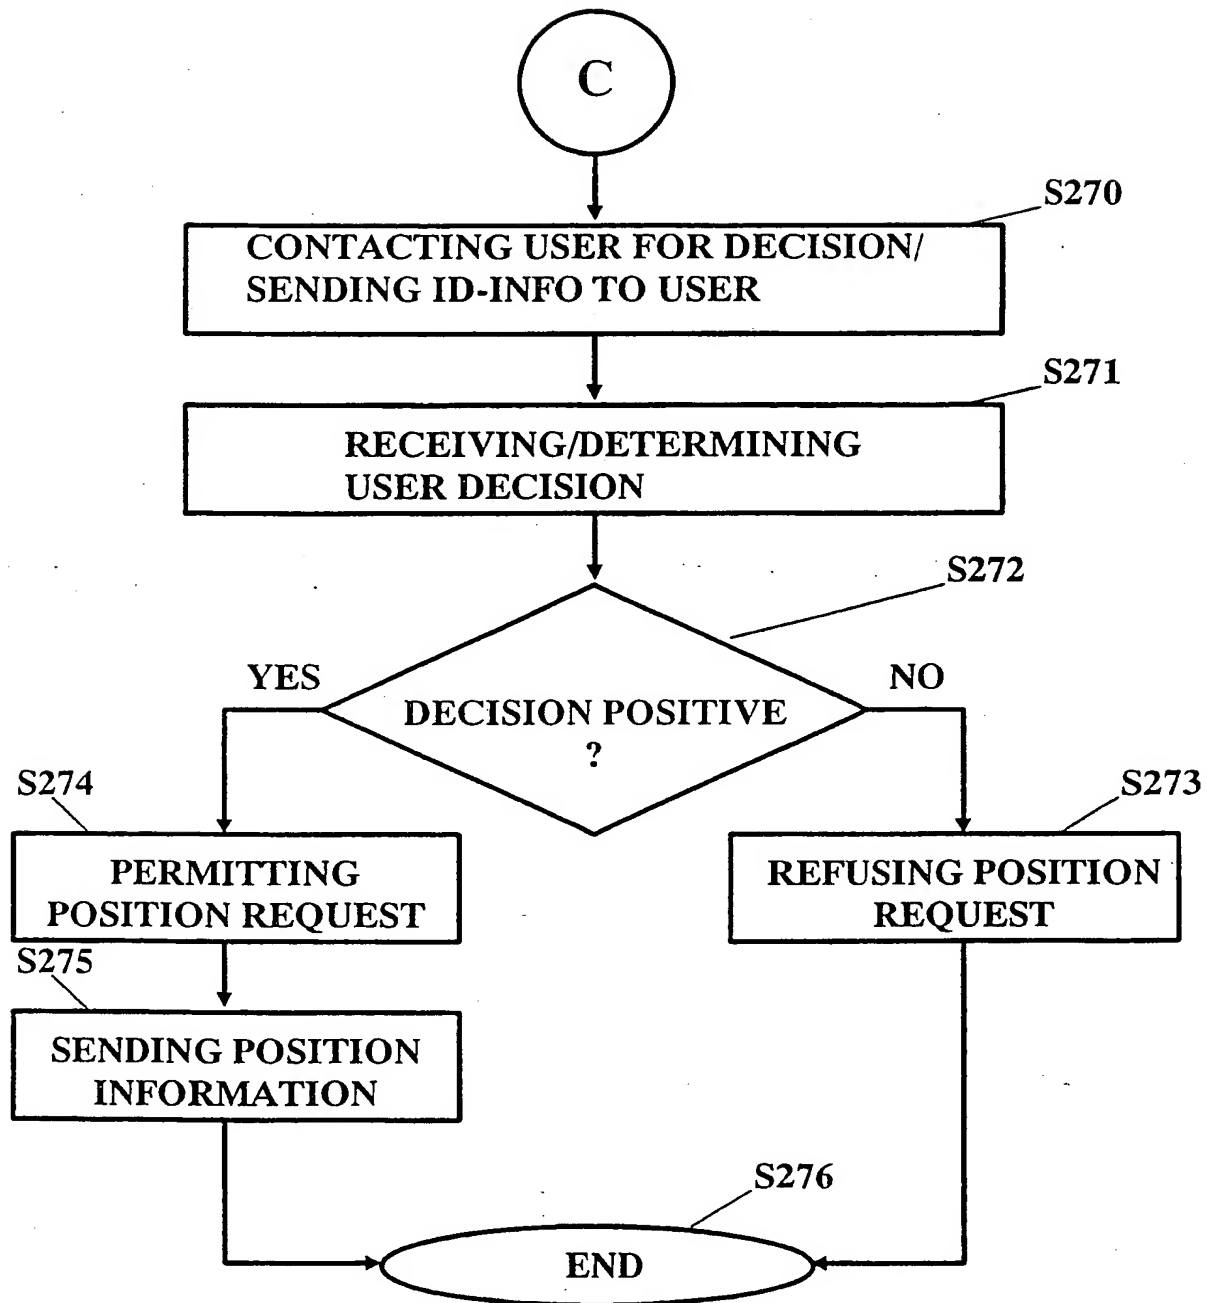 C
S270
CONTACTING USER FOR DECISION/
SENDING ID-INFO TO USER
S271
RECEIVING/DETERMINING
USER DECISION
S272
YES
NO
DECISION POSITIVE
?
S274
S273
PERMITTING
POSITION REQUEST
REFUSING POSITION
REQUEST
S275
SENDING POSITION
INFORMATION
S276
END